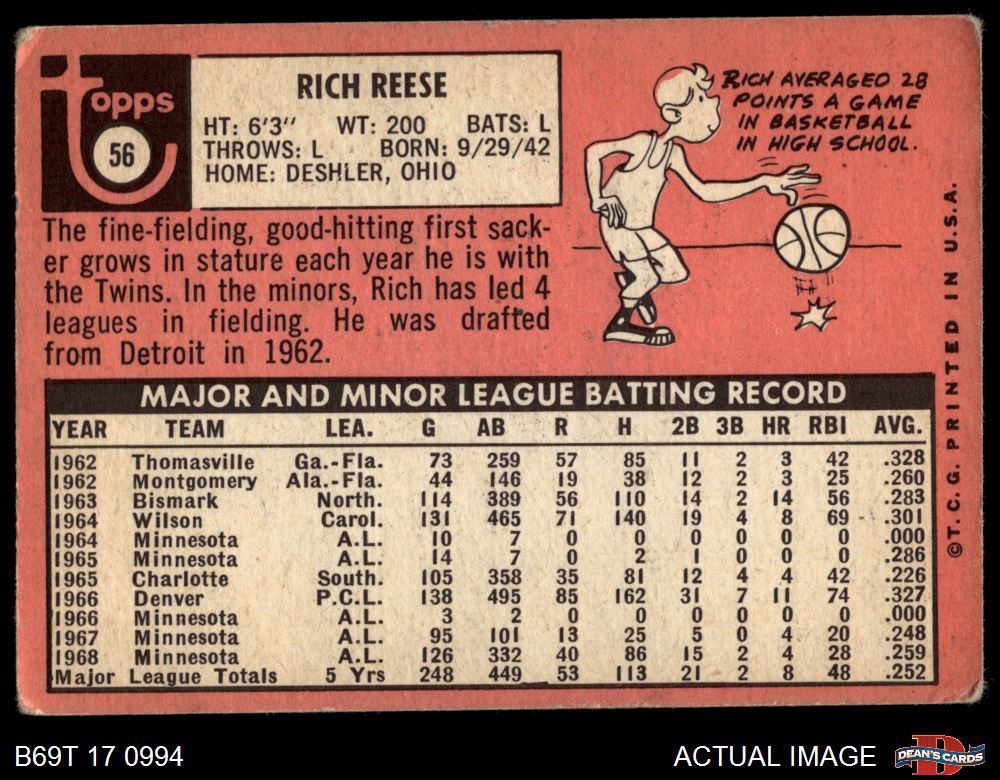 Topps
56
RICH REESE
HT: 6'3" WT: 200 BATS: L
THROWS: L BORN: 9/29/42
HOME: DESHLER, OHIO
RICH AVERAGED 28
POINTS A GAME
IN BASKETBALL
IN HIGH SCHOOL.
The fine-fielding, good-hitting first sack-
er grows in stature each year he is with
the Twins. In the minors, Rich has led 4
leagues in fielding. He was drafted
from Detroit in 1962.
MAJOR AND MINOR LEAGUE BATTING RECORD
YEAR TEAM LEA. G AB R H 2B 3B HR RBI AVG.
1962 Thomasville Ga.-Fla. 73 259 57 85 11 2 3 42 .328
1962 Montgomery Ala.-Fla. 44 146 19 38 12 2 3 25 .260
1963 Bismark North. 114 389 56 110 14 2 14 56 .283
1964 Wilson Carol. 131 465 71 140 19 4 8 69 .301
1964 Minnesota A.L. 10 7 0 0 0 0 0 0 .000
1965 Minnesota A.L. 14 7 0 2 1 0 0 0 .286
1965 Charlotte South. 105 358 35 81 12 4 4 42 .226
1966 Denver P.C.L. 138 495 85 162 31 7 11 74 .327
1966 Minnesota A.L. 3 2 0 0 0 0 0 0 .000
1967 Minnesota A.L. 95 101 13 25 5 0 4 20 .248
1968 Minnesota A.L. 126 332 40 86 15 2 4 28 .259
Major League Totals 5 Yrs 248 449 53 113 21 2 8 48 .252
©T.C.G. PRINTED IN U.S.A.
B69T 17 0994
ACTUAL IMAGE
D
DEAN'S CARDS